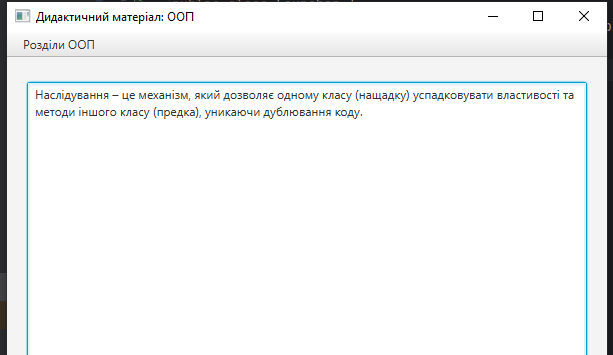 Дидактичний матеріал: ООП
Розділи ООП
Наслідування – це механізм, який дозволяє одному класу (нащадку) успадковувати властивості та
методи іншого класу (предка), уникаючи дублювання коду.